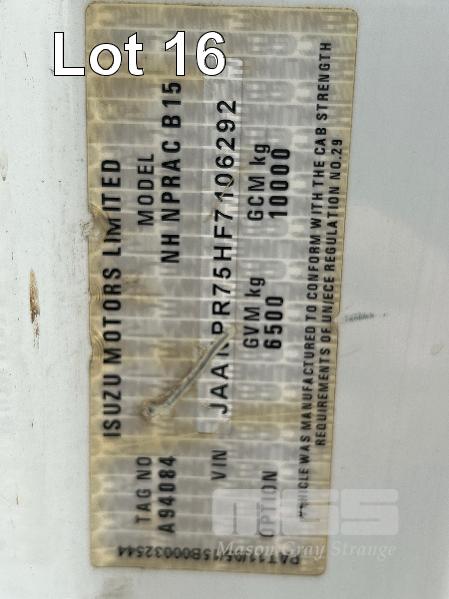 Lot 16
ISUZU MOTORS LIMITED
TAG NO MODEL
A94084 NH NPRAC B15
VIN
GVM kg GCM kg
OPTION 6500 10000
VEHICLE WAS MANUFACTURED TO CONFORM WITH THE CAB STRENGTH
REQUIREMENTS OF UN/ECE REGULATION NO.29
MGS
Mason Gray Strange